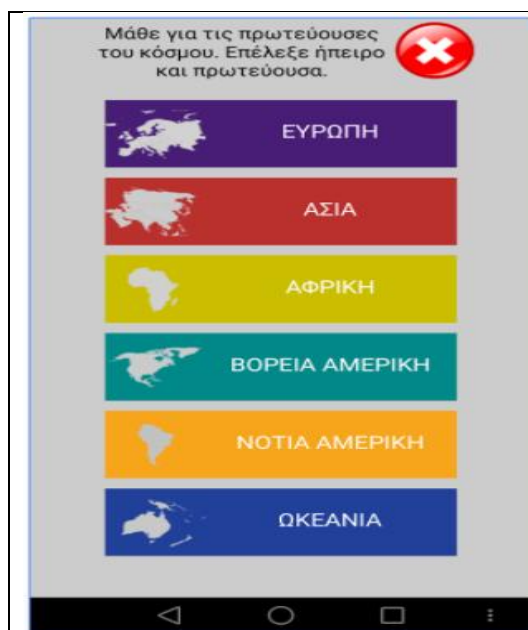 Μάθε για τις πρωτεύουσες
του κόσμου. Επέλεξε ήπειρο
και πρωτεύουσα.
ΕΥΡΩΠΗ
ΑΣΙΑ
ΑΦΡΙΚΗ
ΒΟΡΕΙΑ ΑΜΕΡΙΚΗ
ΝΟΤΙΑ ΑΜΕΡΙΚΗ
ΩΚΕΑΝΙΑ